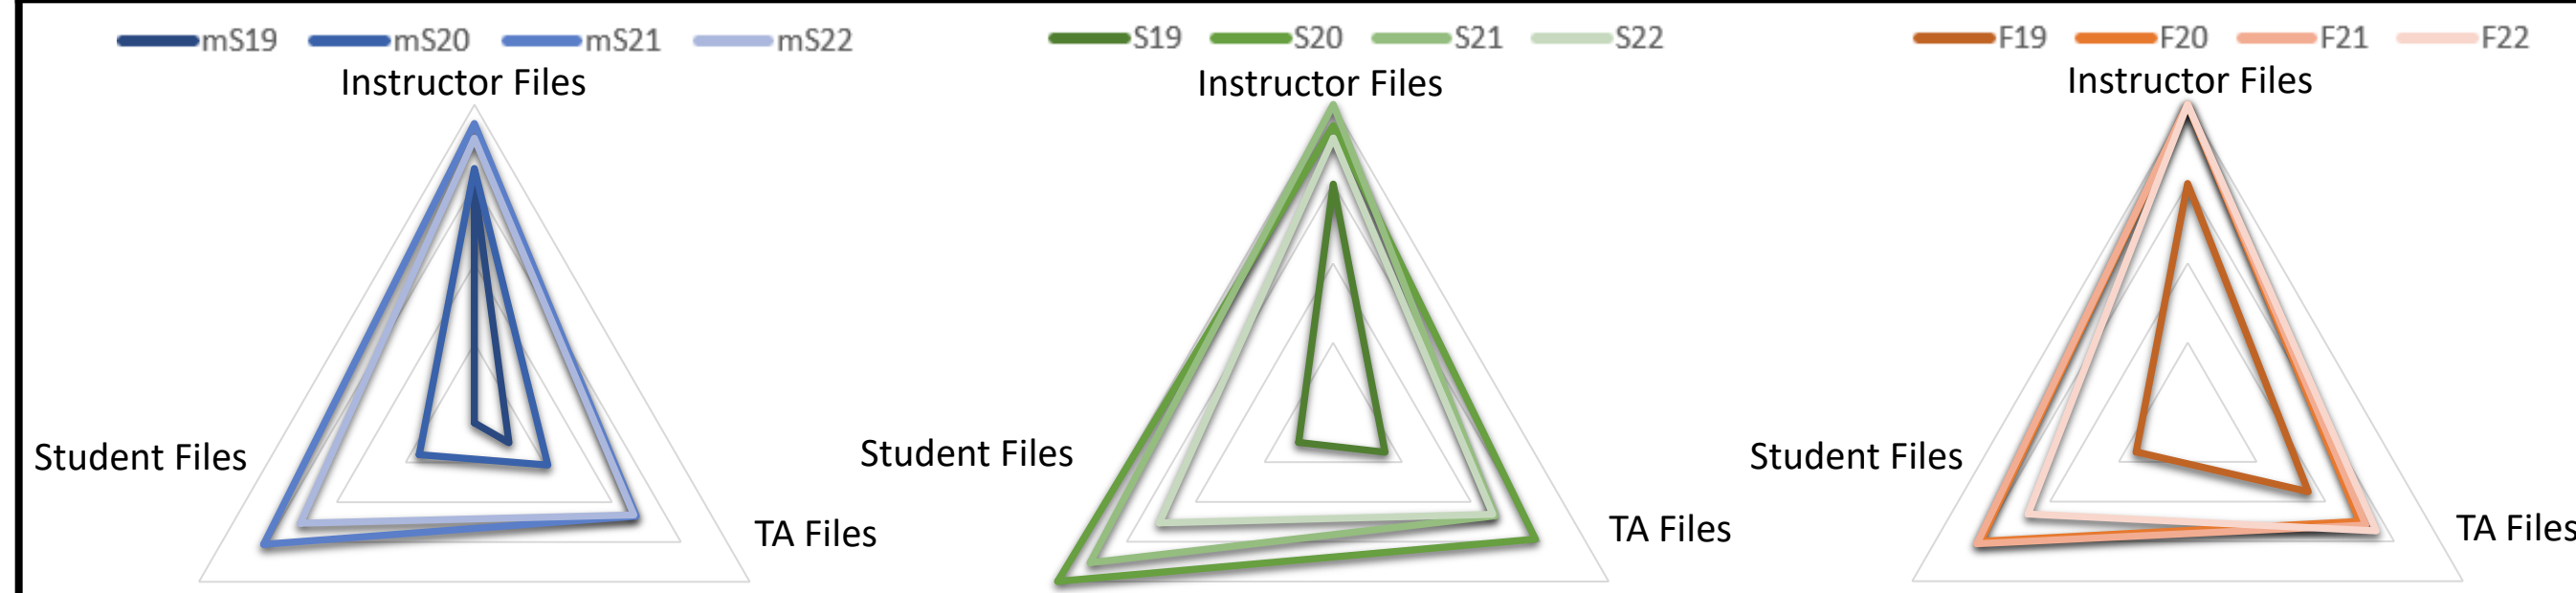 mS19 mS20 mS21 mS22
Instructor Files
Student Files
TA Files
S19 S20 S21 S22
Instructor Files
Student Files
TA Files
F19 F20 F21 F22
Instructor Files
Student Files
TA Files